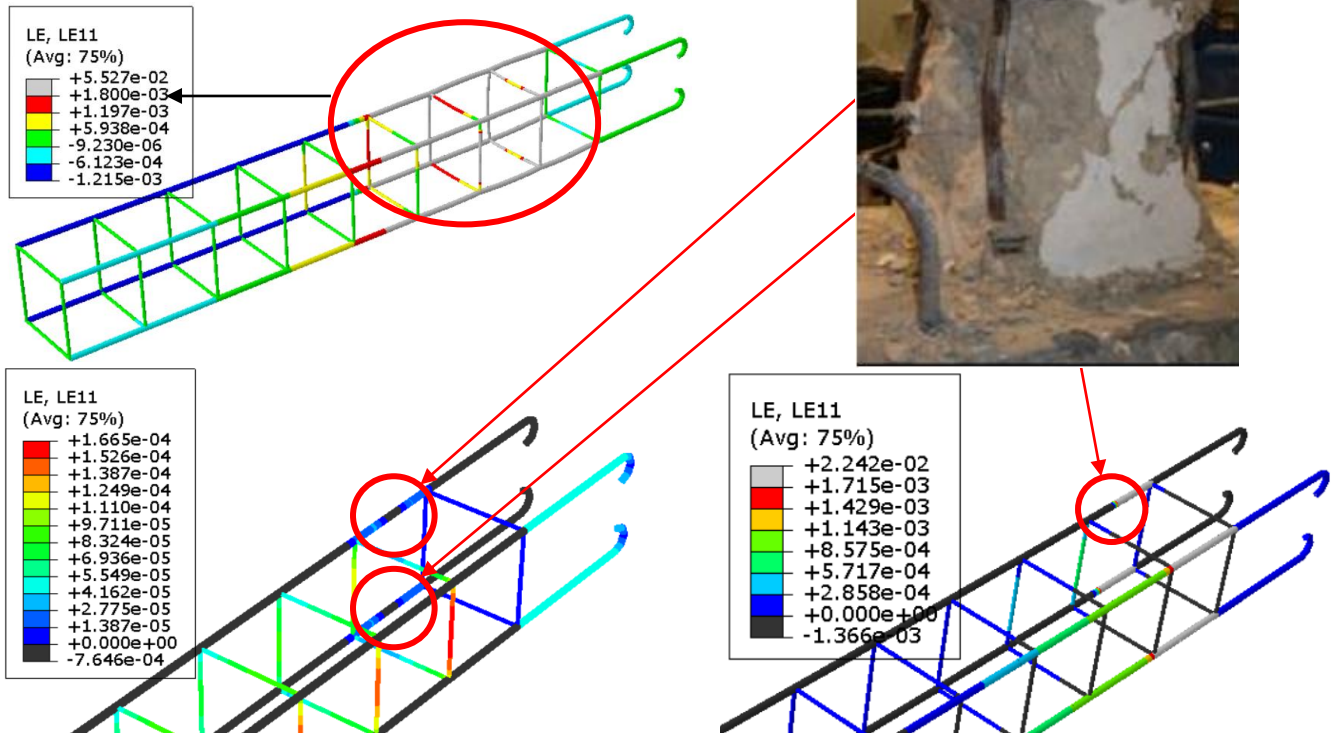 LE, LE11
(Avg: 75%)
+5.527e-02
+1.800e-03
+1.197e-03
+5.938e-04
-9.230e-06
-6.123e-04
-1.215e-03
LE, LE11
(Avg: 75%)
+1.665e-04
+1.526e-04
+1.387e-04
+1.249e-04
+1.110e-04
+9.711e-05
+8.324e-05
+6.936e-05
+5.549e-05
+4.162e-05
+2.775e-05
+1.387e-05
+0.000e+00
-7.646e-04
LE, LE11
(Avg: 75%)
+2.242e-02
+1.715e-03
+1.429e-03
+1.143e-03
+8.575e-04
+5.717e-04
+2.858e-04
+0.000e+00
-1.366e-03